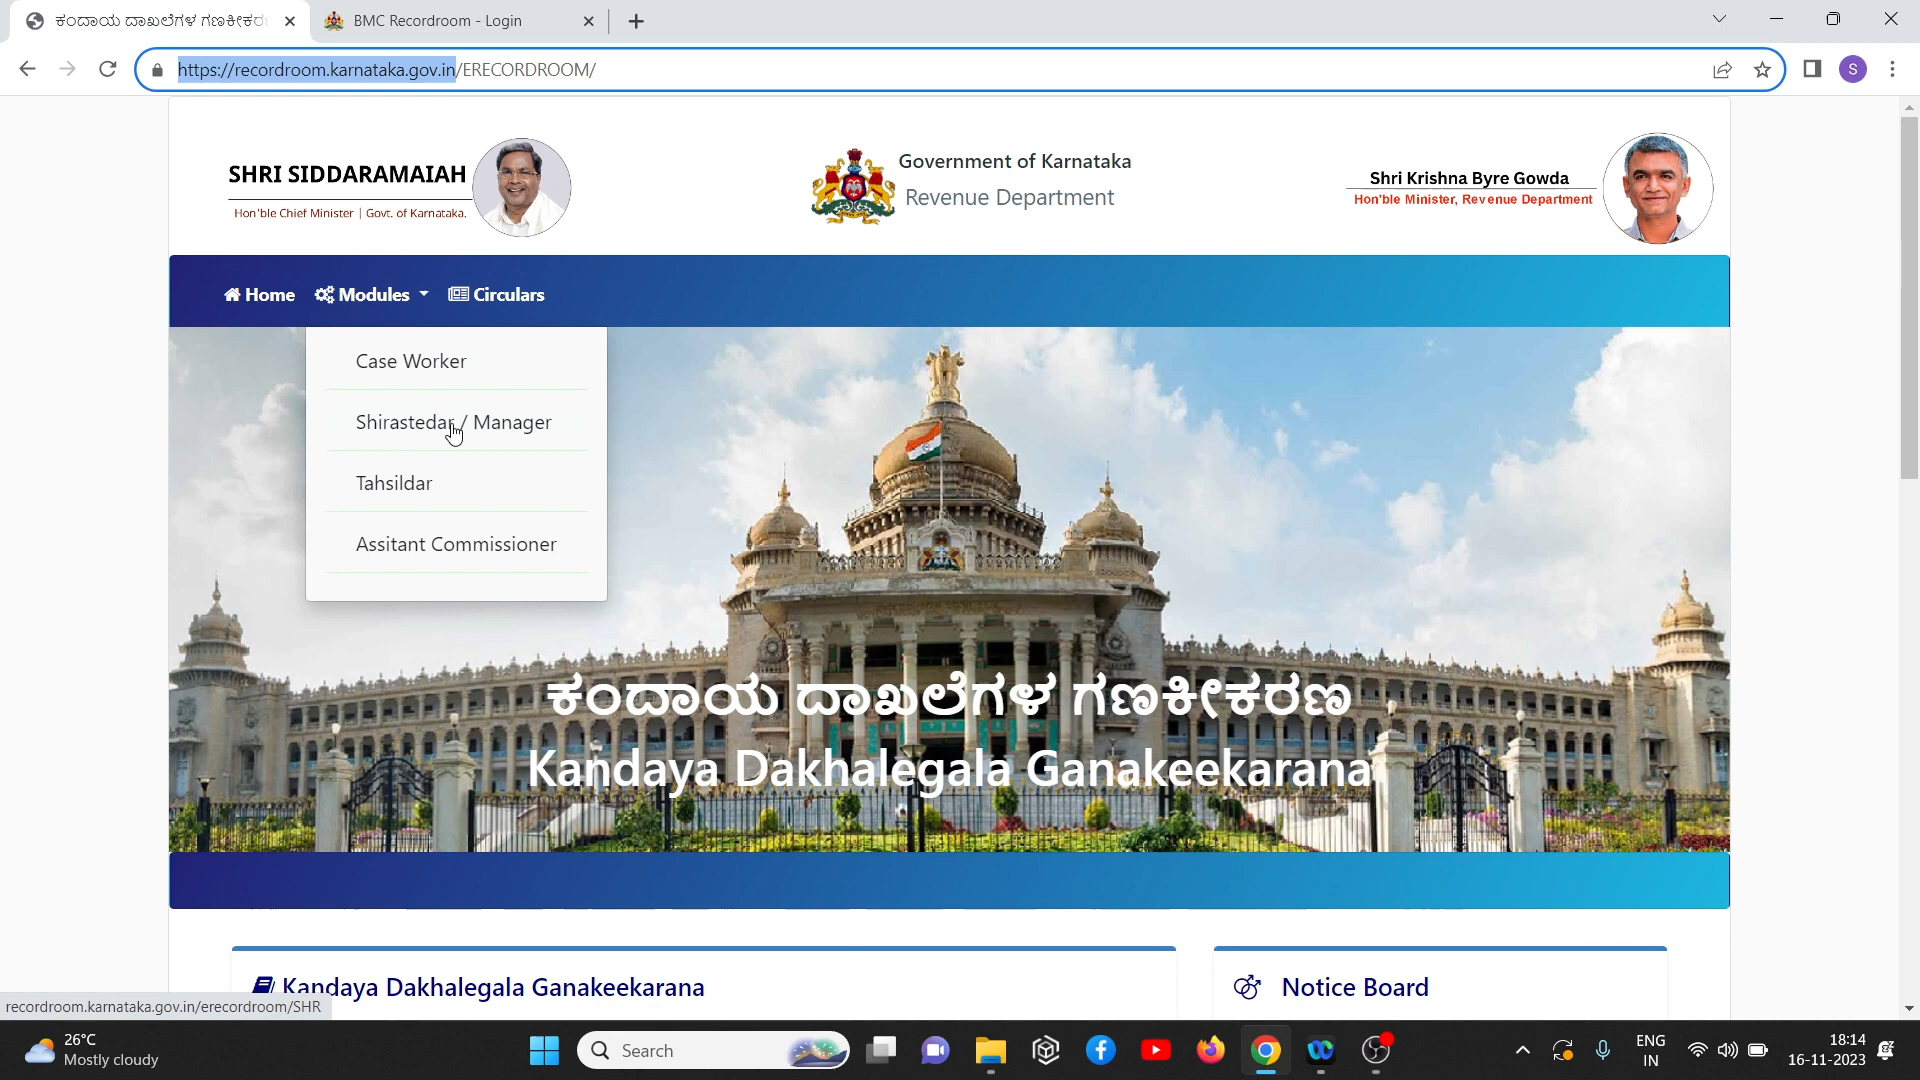 ಕಂದಾಯ ದಾಖಲೆಗಳ ಗಣಕೀಕರ
BMC Recordroom - Login
https://recordroom.karnataka.gov.in/ERECORDROOM/
S
SHRI SIDDARAMAIAH
Hon'ble Chief Minister | Govt. of Karnataka.
Government of Karnataka
Revenue Department
Shri Krishna Byre Gowda
Hon'ble Minister, Revenue Department
Home
Modules
Circulars
Case Worker
Shirastedar / Manager
Tahsildar
Assitant Commissioner
ಕಂದಾಯ ದಾಖಲೆಗಳ ಗಣಕೀಕರಣ
Kandaya Dakhalegala Ganakeekarana
Kandaya Dakhalegala Ganakeekarana
Notice Board
recordroom.karnataka.gov.in/erecordroom/SHR
26°C
Mostly cloudy
Search
ENG
IN
18:14
16-11-2023